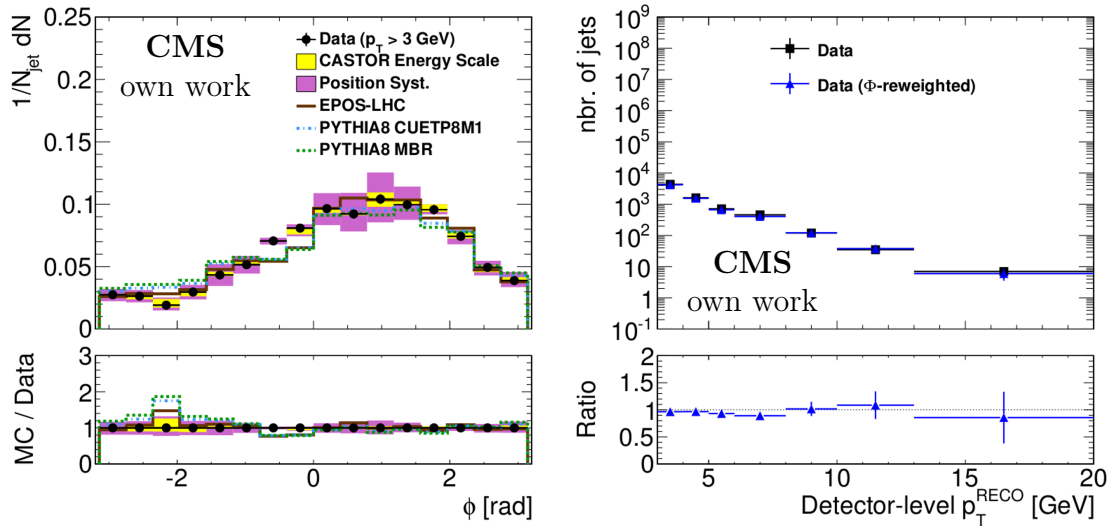 1/N_jet dN
0.25
0.2
0.15
0.1
0.05
0
CMS
own work
Data (p_T > 3 GeV)
CASTOR Energy Scale
Position Syst.
EPOS-LHC
PYTHIA8 CUETP8M1
PYTHIA8 MBR
MC / Data
3
2
1
0
-2 0 2
ϕ [rad]
nbr. of jets
10^9
10^8
10^7
10^6
10^5
10^4
10^3
10^2
10
1
10^-1
Data
Data (Φ-reweighted)
CMS
own work
Ratio
2
1.5
1
0.5
0
5 10 15 20
Detector-level p_T^RECO [GeV]